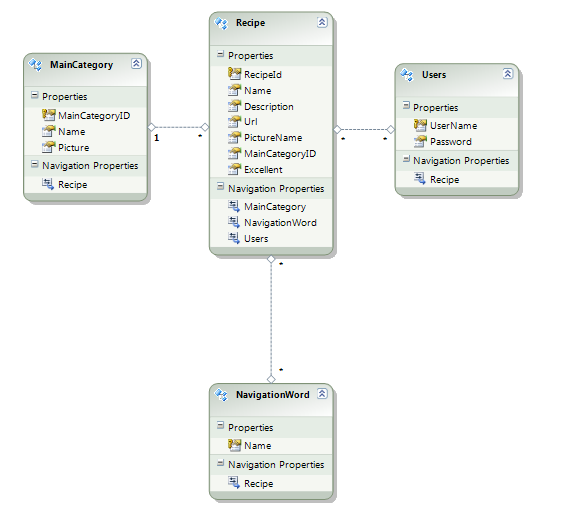 MainCategory
Properties
MainCategoryID
Name
Picture
Navigation Properties
Recipe
1
*
Recipe
Properties
RecipeId
Name
Description
Url
PictureName
MainCategoryID
Excellent
Navigation Properties
MainCategory
NavigationWord
Users
*
*
Users
Properties
UserName
Password
Navigation Properties
Recipe
*
*
NavigationWord
Properties
Name
Navigation Properties
Recipe